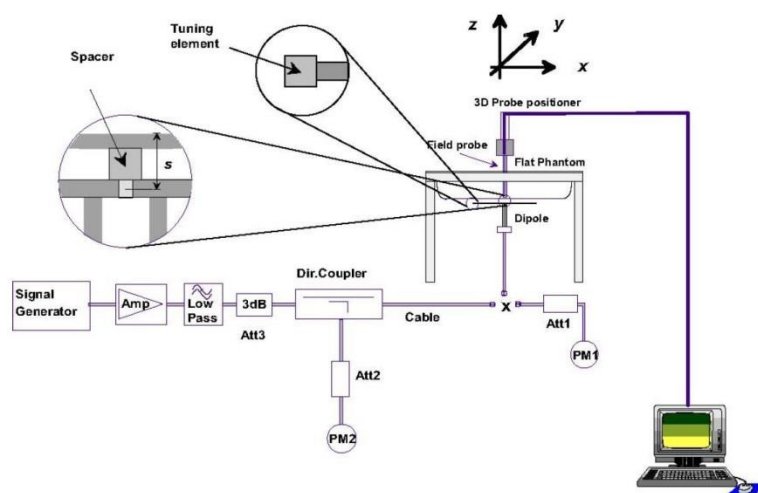 Tuning
element
Spacer
s
z
y
x
3D Probe positioner
Field probe
Flat Phantom
Dipole
Signal
Generator
Amp
Low
Pass
3dB
Att3
Dir.Coupler
Cable
x
Att1
PM1
Att2
PM2